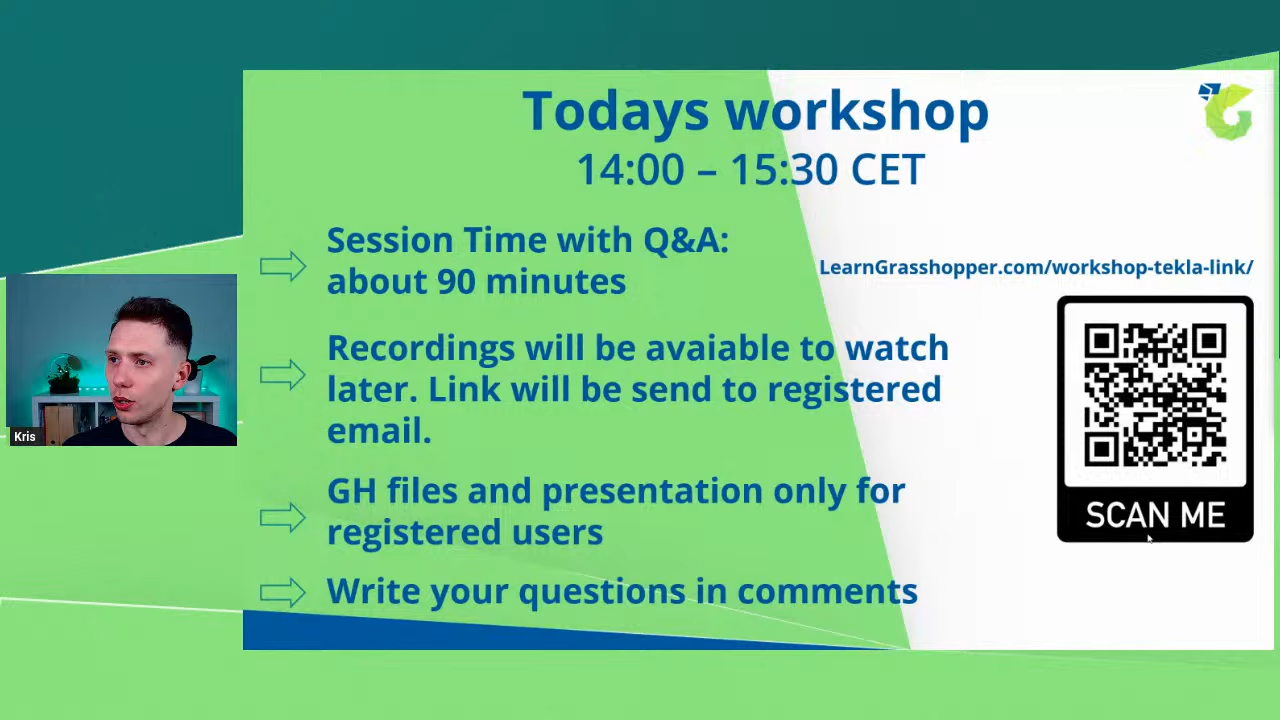 Todays workshop
14:00 – 15:30 CET
Session Time with Q&A:
about 90 minutes
LearnGrasshopper.com/workshop-tekla-link/
Recordings will be avaiable to watch
later. Link will be send to registered
email.
Kris
GH files and presentation only for
registered users
SCAN ME
Write your questions in comments